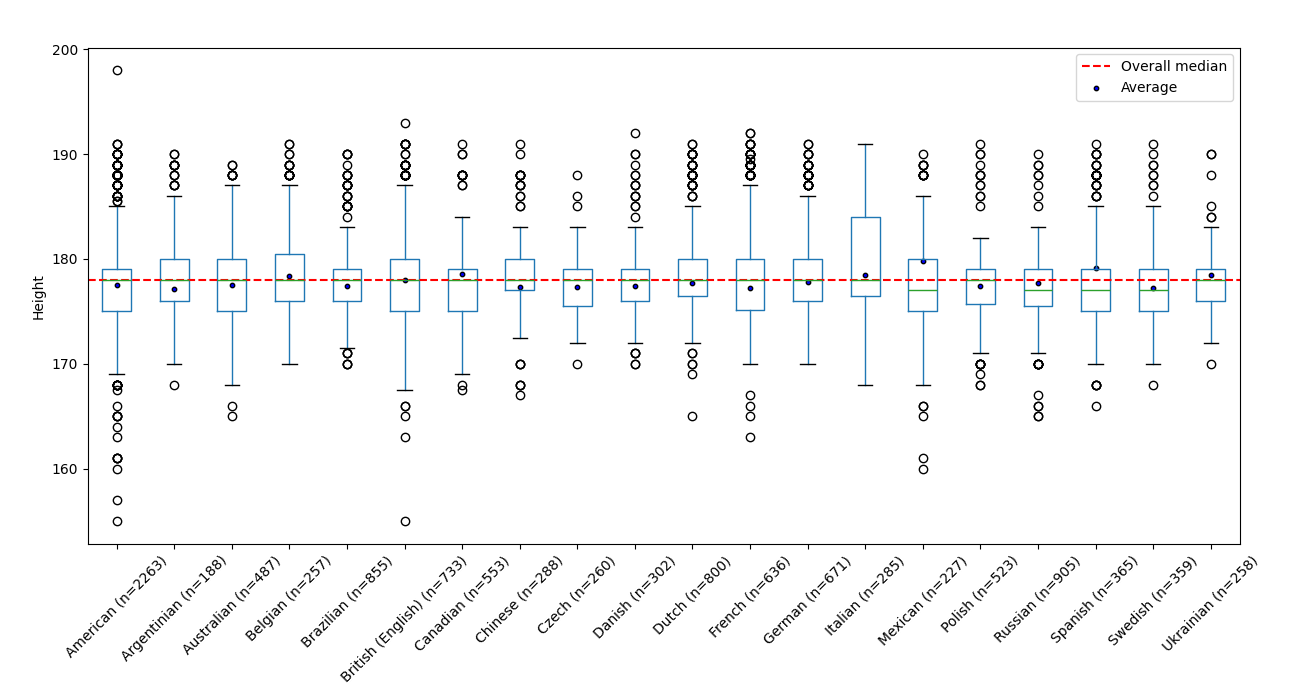 200
190
180
170
160
Height
Overall median
Average
American (n=2263)
Argentinian (n=188)
Australian (n=487)
Belgian (n=257)
Brazilian (n=855)
British (English) (n=733)
Canadian (n=553)
Chinese (n=288)
Czech (n=260)
Danish (n=302)
Dutch (n=800)
French (n=636)
German (n=671)
Italian (n=285)
Mexican (n=227)
Polish (n=523)
Russian (n=905)
Spanish (n=365)
Swedish (n=359)
Ukrainian (n=258)